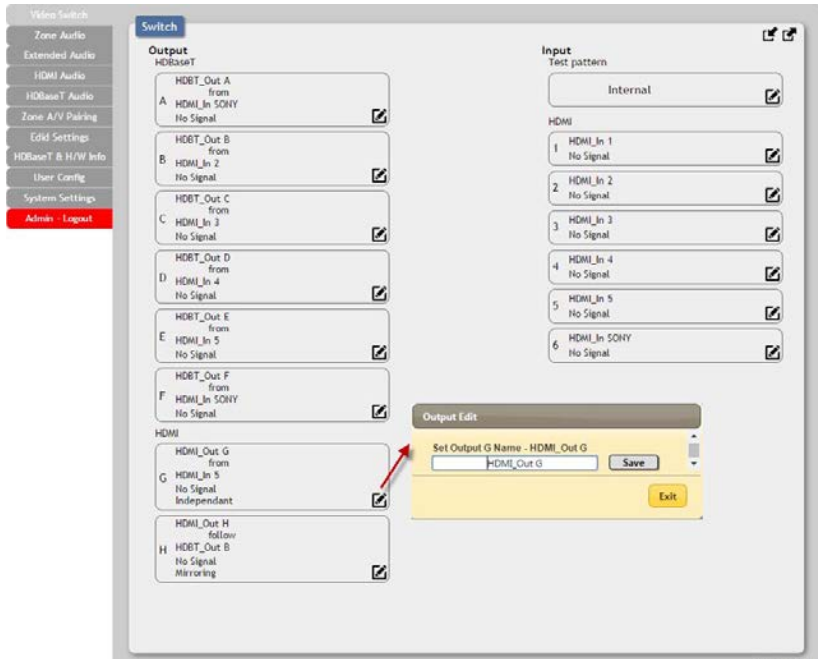 Video Switch
Zone Audio
Extended Audio
HDMI Audio
HDBaseT Audio
Zone A/V Pairing
Edid Settings
HDBaseT & H/W Info
User Config
System Settings
Admin - Logout
Switch
Output
HDBaseT
HDBT_Out A
from
A HDMI_In SONY
No Signal
HDBT_Out B
from
B HDMI_In 2
No Signal
HDBT_Out C
from
C HDMI_In 3
No Signal
HDBT_Out D
from
D HDMI_In 4
No Signal
HDBT_Out E
from
E HDMI_In 5
No Signal
HDBT_Out F
from
F HDMI_In SONY
No Signal
HDMI
HDMI_Out G
from
G HDMI_In 5
No Signal
Independant
HDMI_Out H
follow
H HDBT_Out B
No Signal
Mirroring
Input
Test pattern
Internal
HDMI
1 HDMI_In 1
No Signal
2 HDMI_In 2
No Signal
3 HDMI_In 3
No Signal
4 HDMI_In 4
No Signal
5 HDMI_In 5
No Signal
6 HDMI_In SONY
No Signal
Output Edit
Set Output G Name - HDMI_Out G
HDMI_Out G Save
Exit